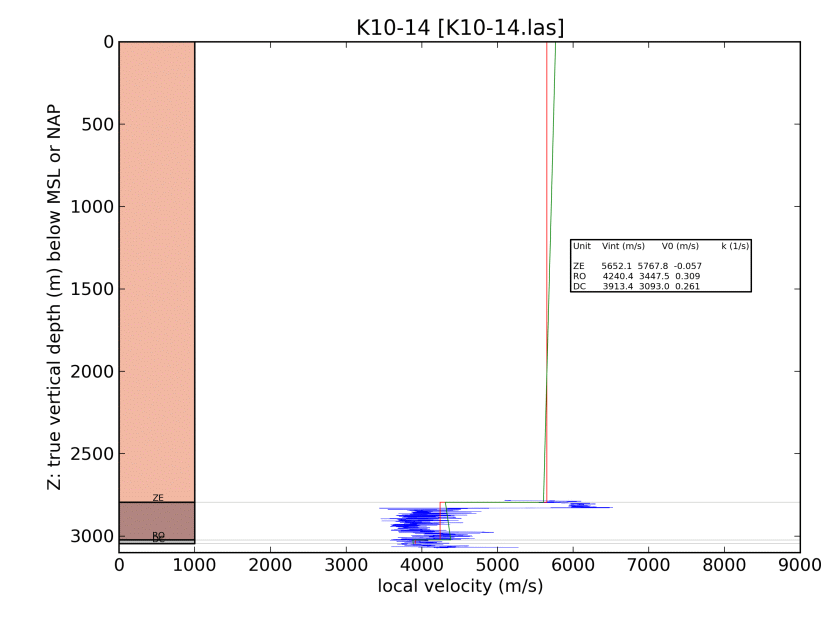 K10-14 [K10-14.las]
Z: true vertical depth (m) below MSL or NAP
0
500
1000
1500
2000
2500
3000
Unit Vint (m/s) V0 (m/s) k (1/s)
ZE 5652.1 5767.8 -0.057
RO 4240.4 3447.5 0.309
DC 3913.4 3093.0 0.261
ZE
RO
DC
0 1000 2000 3000 4000 5000 6000 7000 8000 9000
local velocity (m/s)